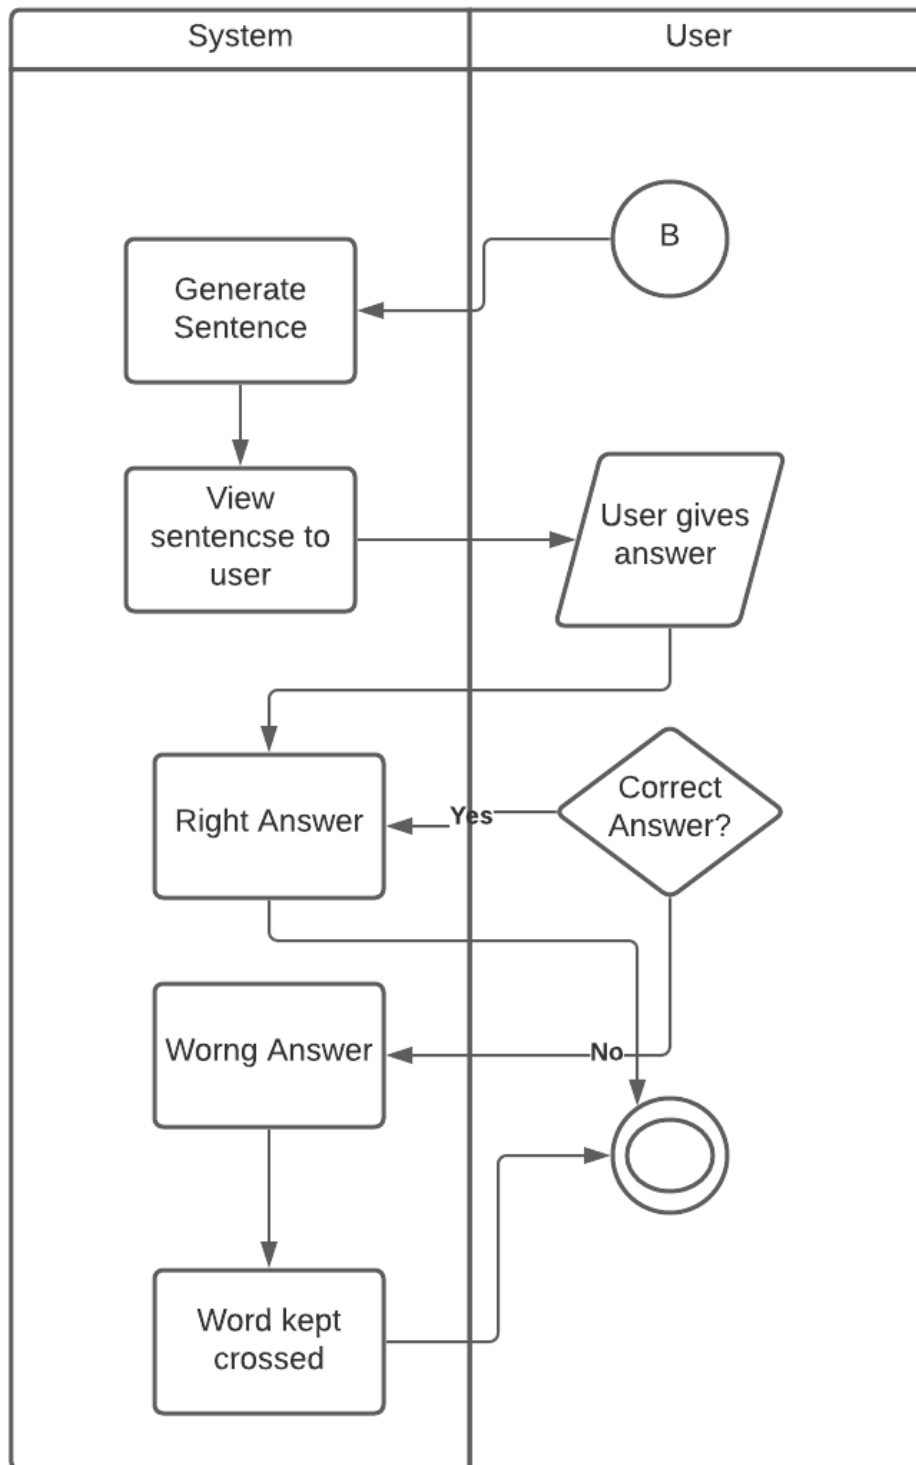 System
User
B
Generate
Sentence
View
sentencse to
user
User gives
answer
Right Answer
Yes
Correct
Answer?
Worng Answer
No
Word kept
crossed